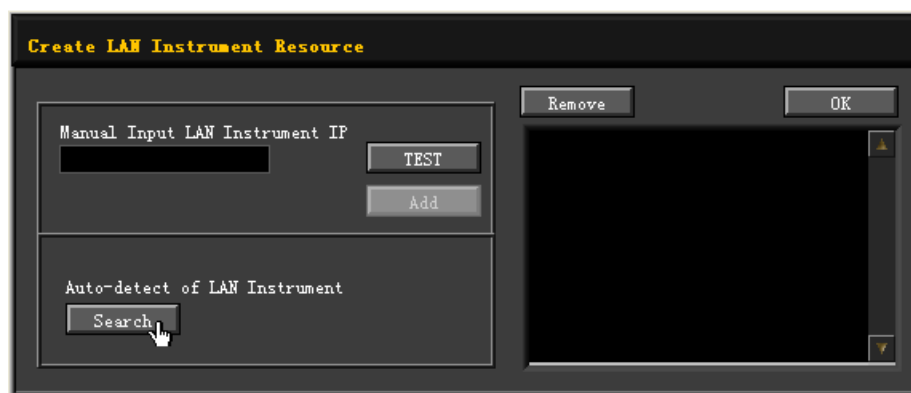 Create LAN Instrument Resource
Remove
OK
Manual Input LAN Instrument IP
TEST
Add
Auto-detect of LAN Instrument
Search